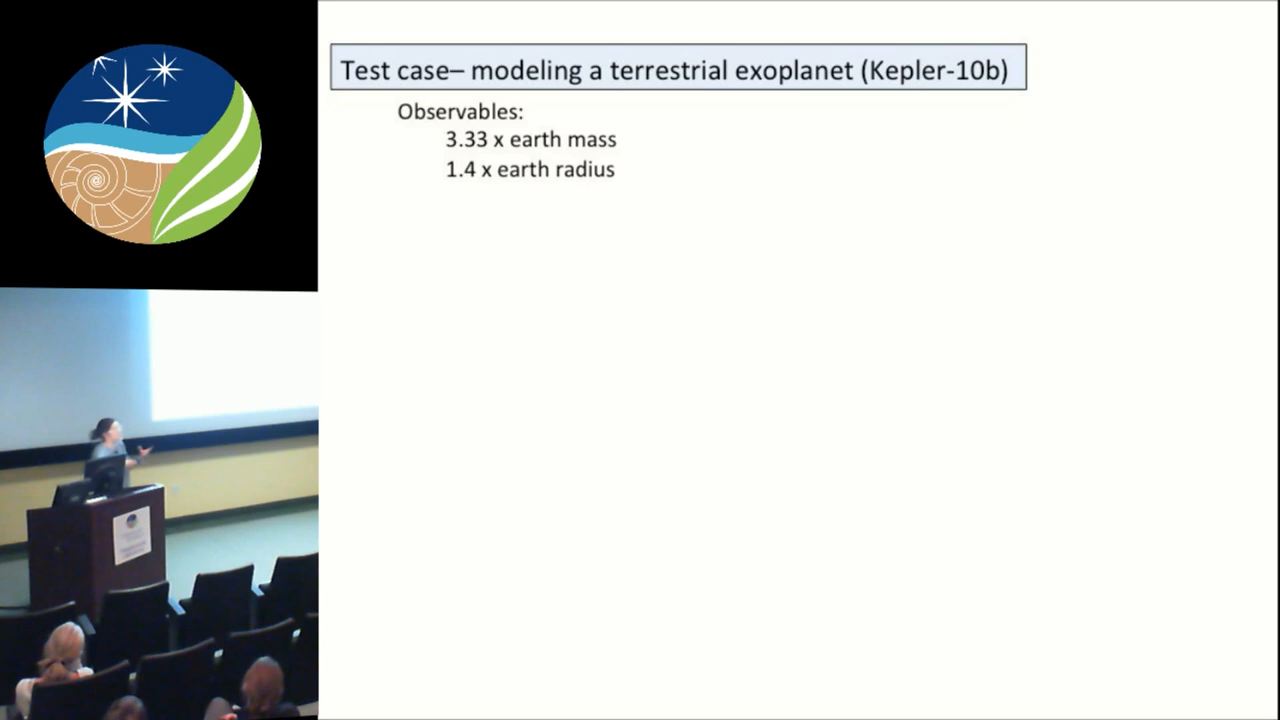 Test case– modeling a terrestrial exoplanet (Kepler-10b)
Observables:
3.33 x earth mass
1.4 x earth radius